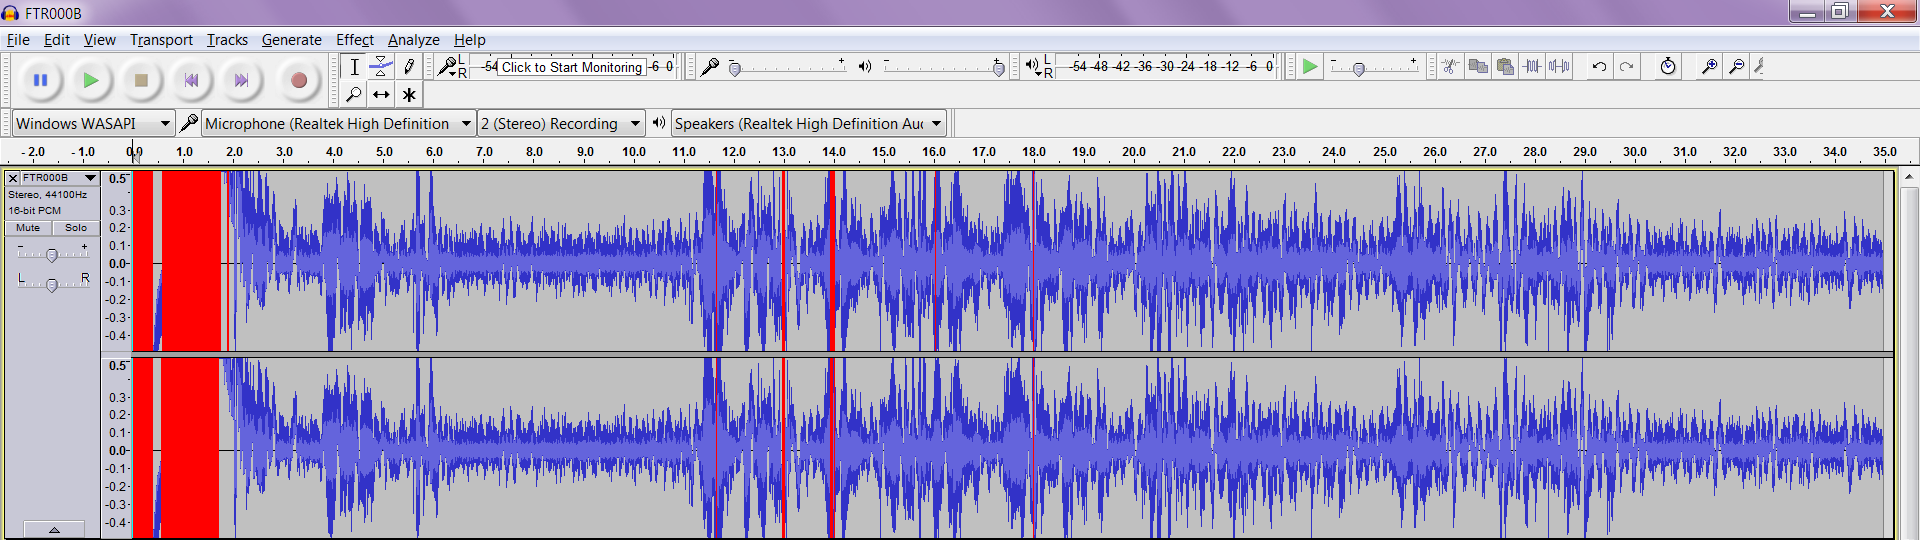 FTR000B
File Edit View Transport Tracks Generate Effect Analyze Help
L R -54 Click to Start Monitoring -6 0 L R -54 -48 -42 -36 -30 -24 -18 -12 -6 0
Windows WASAPI Microphone (Realtek High Definition 2 (Stereo) Recording Speakers (Realtek High Definition Auc
-2.0 -1.0 0.0 1.0 2.0 3.0 4.0 5.0 6.0 7.0 8.0 9.0 10.0 11.0 12.0 13.0 14.0 15.0 16.0 17.0 18.0 19.0 20.0 21.0 22.0 23.0 24.0 25.0 26.0 27.0 28.0 29.0 30.0 31.0 32.0 33.0 34.0 35.0
X FTR000B 0.5
Stereo, 44100Hz
16-bit PCM 0.3
Mute Solo 0.2
- + 0.1
0.0
L R -0.1
-0.2
-0.3
-0.4
0.5
0.3
0.2
0.1
0.0
-0.1
-0.2
-0.3
-0.4